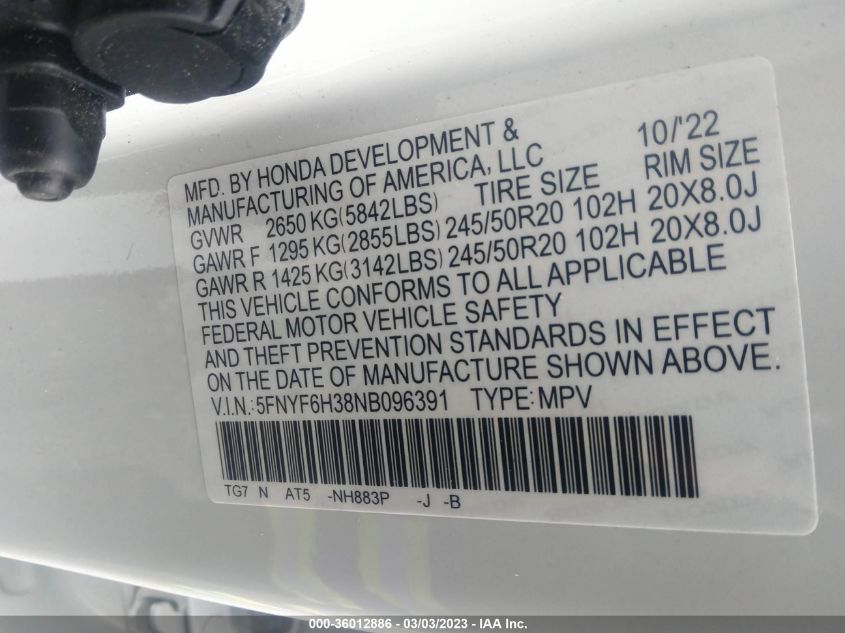 MFD. BY HONDA DEVELOPMENT & 10/'22
MANUFACTURING OF AMERICA, LLC
GVWR 2650 KG(5842LBS) TIRE SIZE RIM SIZE
GAWR F 1295 KG(2855LBS) 245/50R20 102H 20X8.0J
GAWR R 1425 KG(3142LBS) 245/50R20 102H 20X8.0J
THIS VEHICLE CONFORMS TO ALL APPLICABLE
FEDERAL MOTOR VEHICLE SAFETY
AND THEFT PREVENTION STANDARDS IN EFFECT
ON THE DATE OF MANUFACTURE SHOWN ABOVE.
V.I.N.: 5FNYF6H38NB096391 TYPE: MPV
TG7 N AT5 -NH883P -J -B
000-36012886 - 03/03/2023 - IAA Inc.